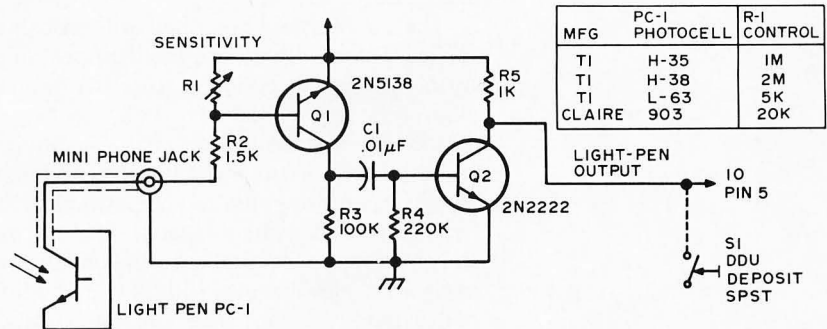 SENSITIVITY
R1
R2
1.5K
MINI PHONE JACK
LIGHT PEN PC-1
2N5138
Q1
C1
.01µF
R3
100K
R4
220K
R5
1K
Q2
2N2222
LIGHT-PEN
OUTPUT
IO
PIN 5
S1
DDU
DEPOSIT
SPST
MFG PC-1 PHOTOCELL R-1 CONTROL
TI H-35 1M
TI H-38 2M
TI L-63 5K
CLAIRE 903 20K